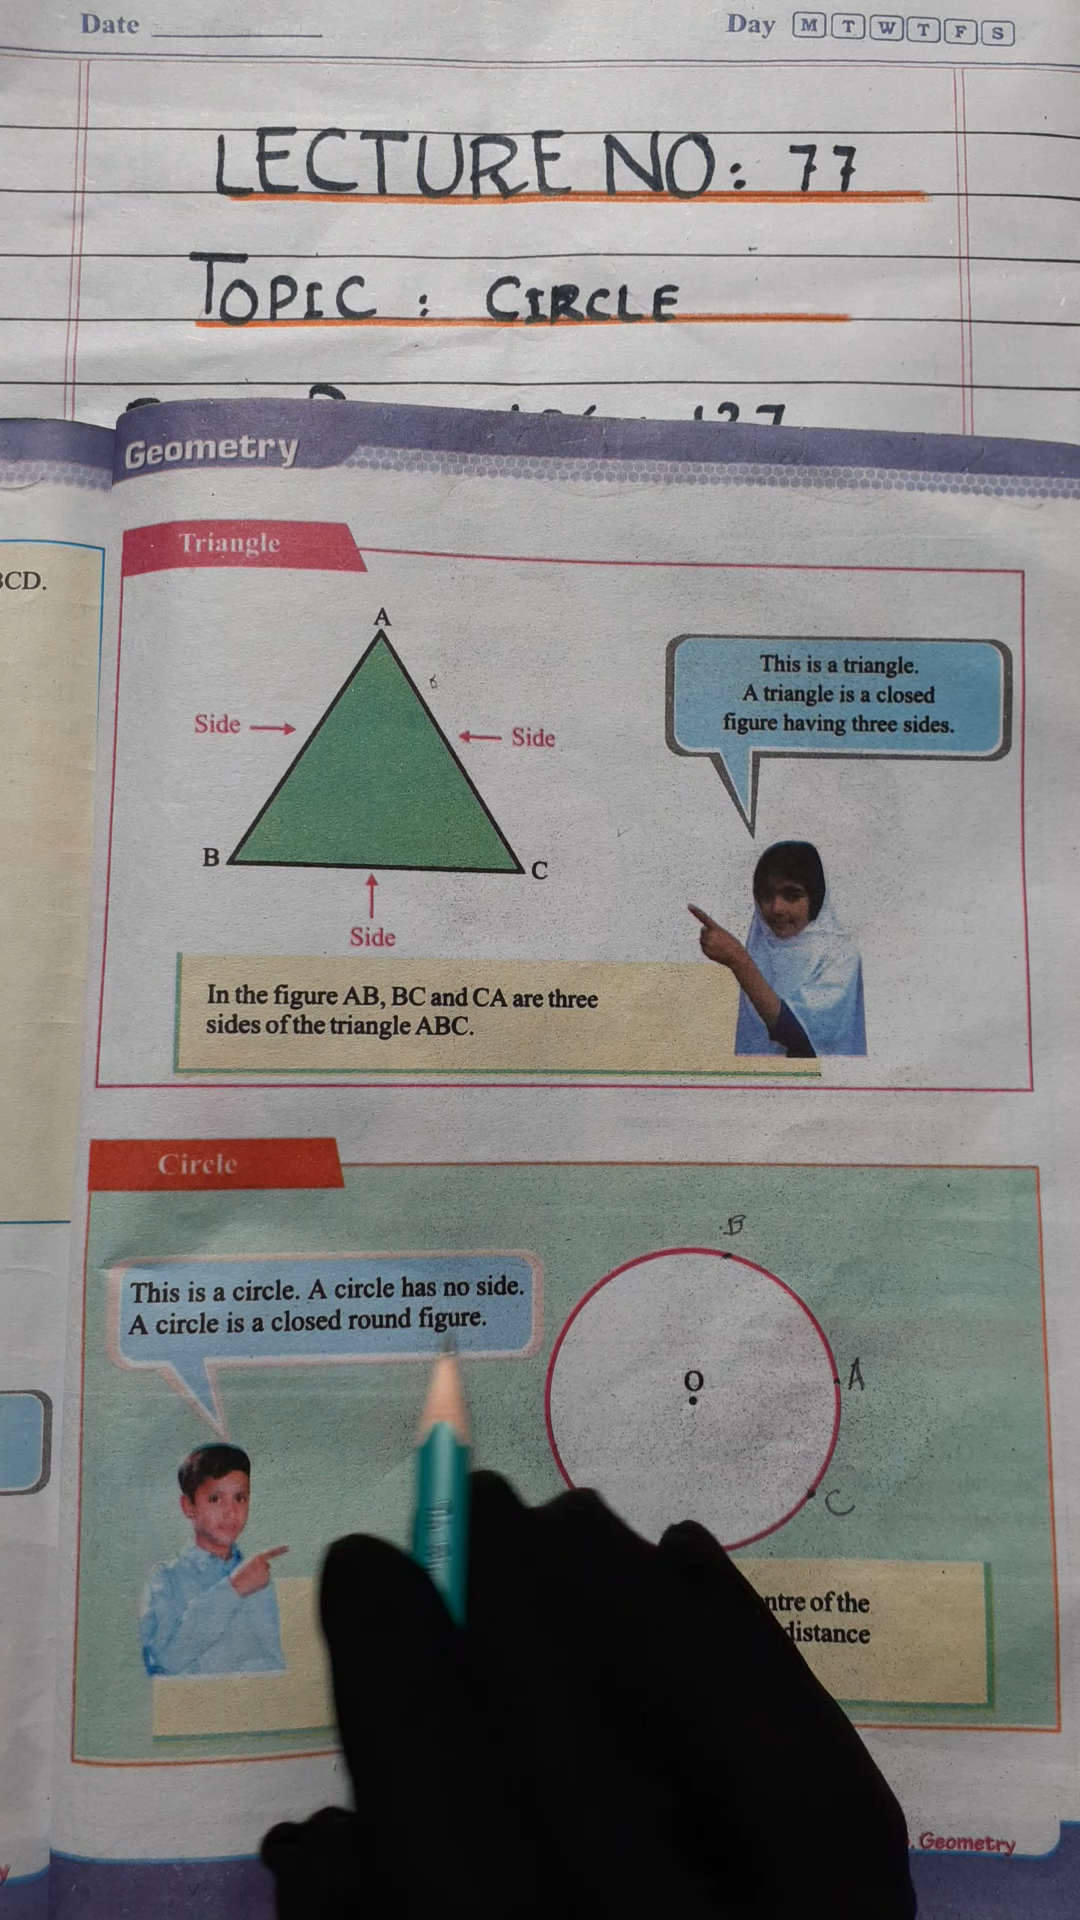 Date
Day M T W T F S
LECTURE NO: 77
TOPIC : CIRCLE
Geometry
Triangle
BCD.
A
This is a triangle.
A triangle is a closed
figure having three sides.
Side
Side
B
C
Side
In the figure AB, BC and CA are three
sides of the triangle ABC.
Circle
B
This is a circle. A circle has no side.
A circle is a closed round figure.
O
A
C
of the
distance
Geometry